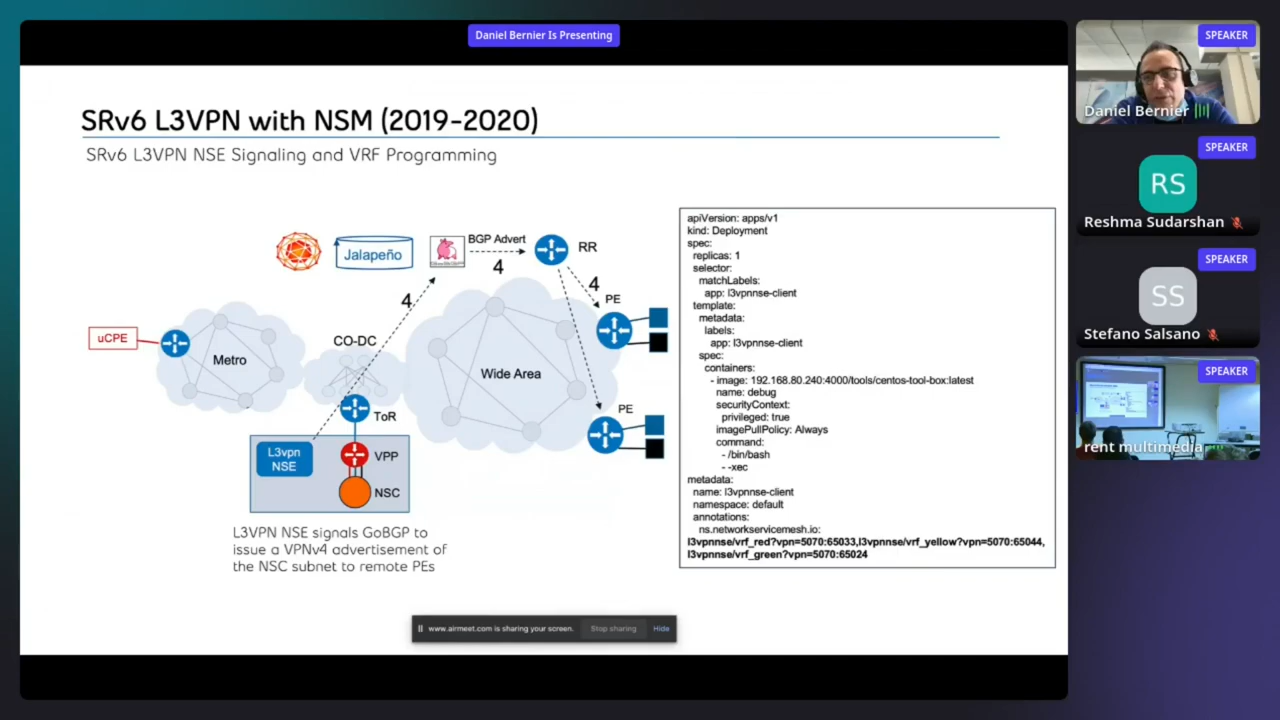 Daniel Bernier Is Presenting
SRv6 L3VPN with NSM (2019-2020)
SRv6 L3VPN NSE Signaling and VRF Programming
Jalapeño
BGP Advert
4
RR
4
4
PE
uCPE
Metro
CO-DC
Wide Area
PE
ToR
L3vpn
NSE
VPP
NSC
L3VPN NSE signals GoBGP to
issue a VPNv4 advertisement of
the NSC subnet to remote PEs
apiVersion: apps/v1
kind: Deployment
spec:
replicas: 1
selector:
matchLabels:
app: l3vpnnse-client
template:
metadata:
labels:
app: l3vpnnse-client
spec:
containers:
- image: 192.168.80.240:4000/tools/centos-tool-box:latest
name: debug
securityContext:
privileged: true
imagePullPolicy: Always
command:
- /bin/bash
- -xec
metadata:
name: l3vpnnse-client
namespace: default
annotations:
ns.networkservicemesh.io:
l3vpnnse/vrf_red?vpn=5070:65033,l3vpnnse/vrf_yellow?vpn=5070:65044,
l3vpnnse/vrf_green?vpn=5070:65024
www.airmeet.com is sharing your screen.
Stop sharing
Hide
SPEAKER
Daniel Bernier
SPEAKER
RS
Reshma Sudarshan
SPEAKER
SS
Stefano Salsano
SPEAKER
rent multimedia